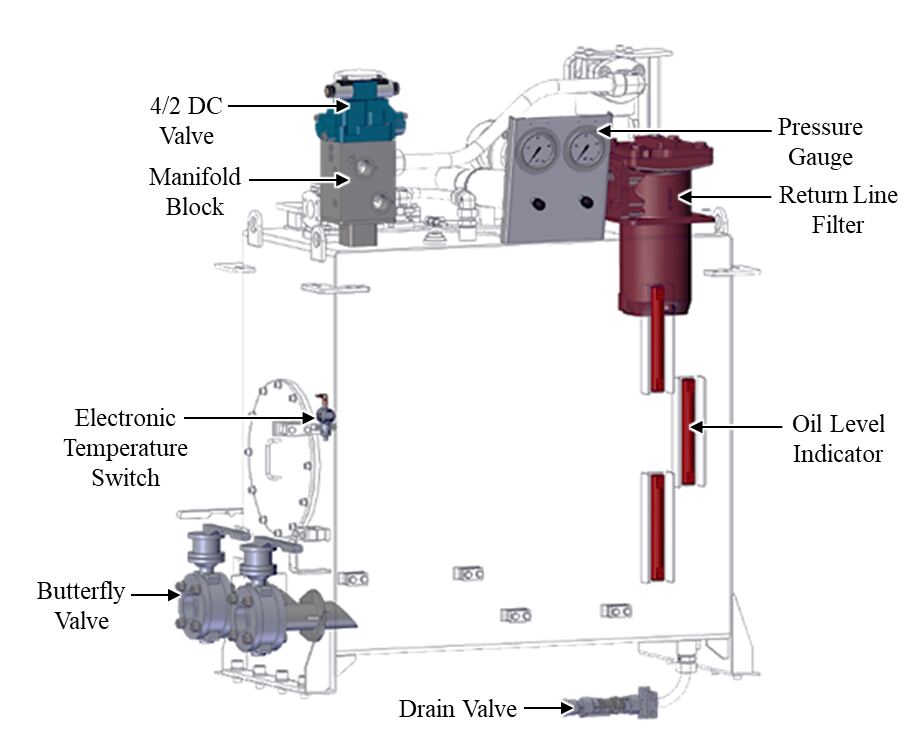 4/2 DC
Valve
Manifold
Block
Pressure
Gauge
Return Line
Filter
Electronic
Temperature
Switch
Oil Level
Indicator
Butterfly
Valve
Drain Valve